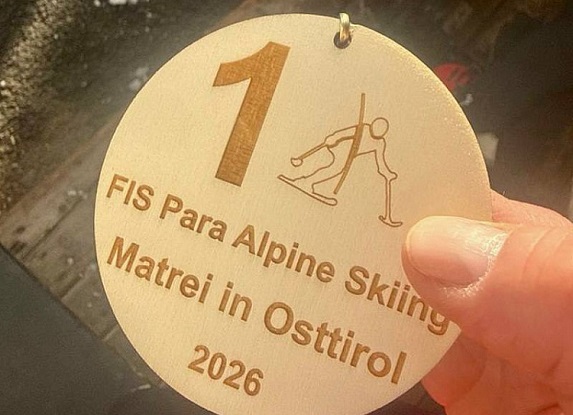 1
FIS Para Alpine Skiing
Matrei in Osttirol
2026